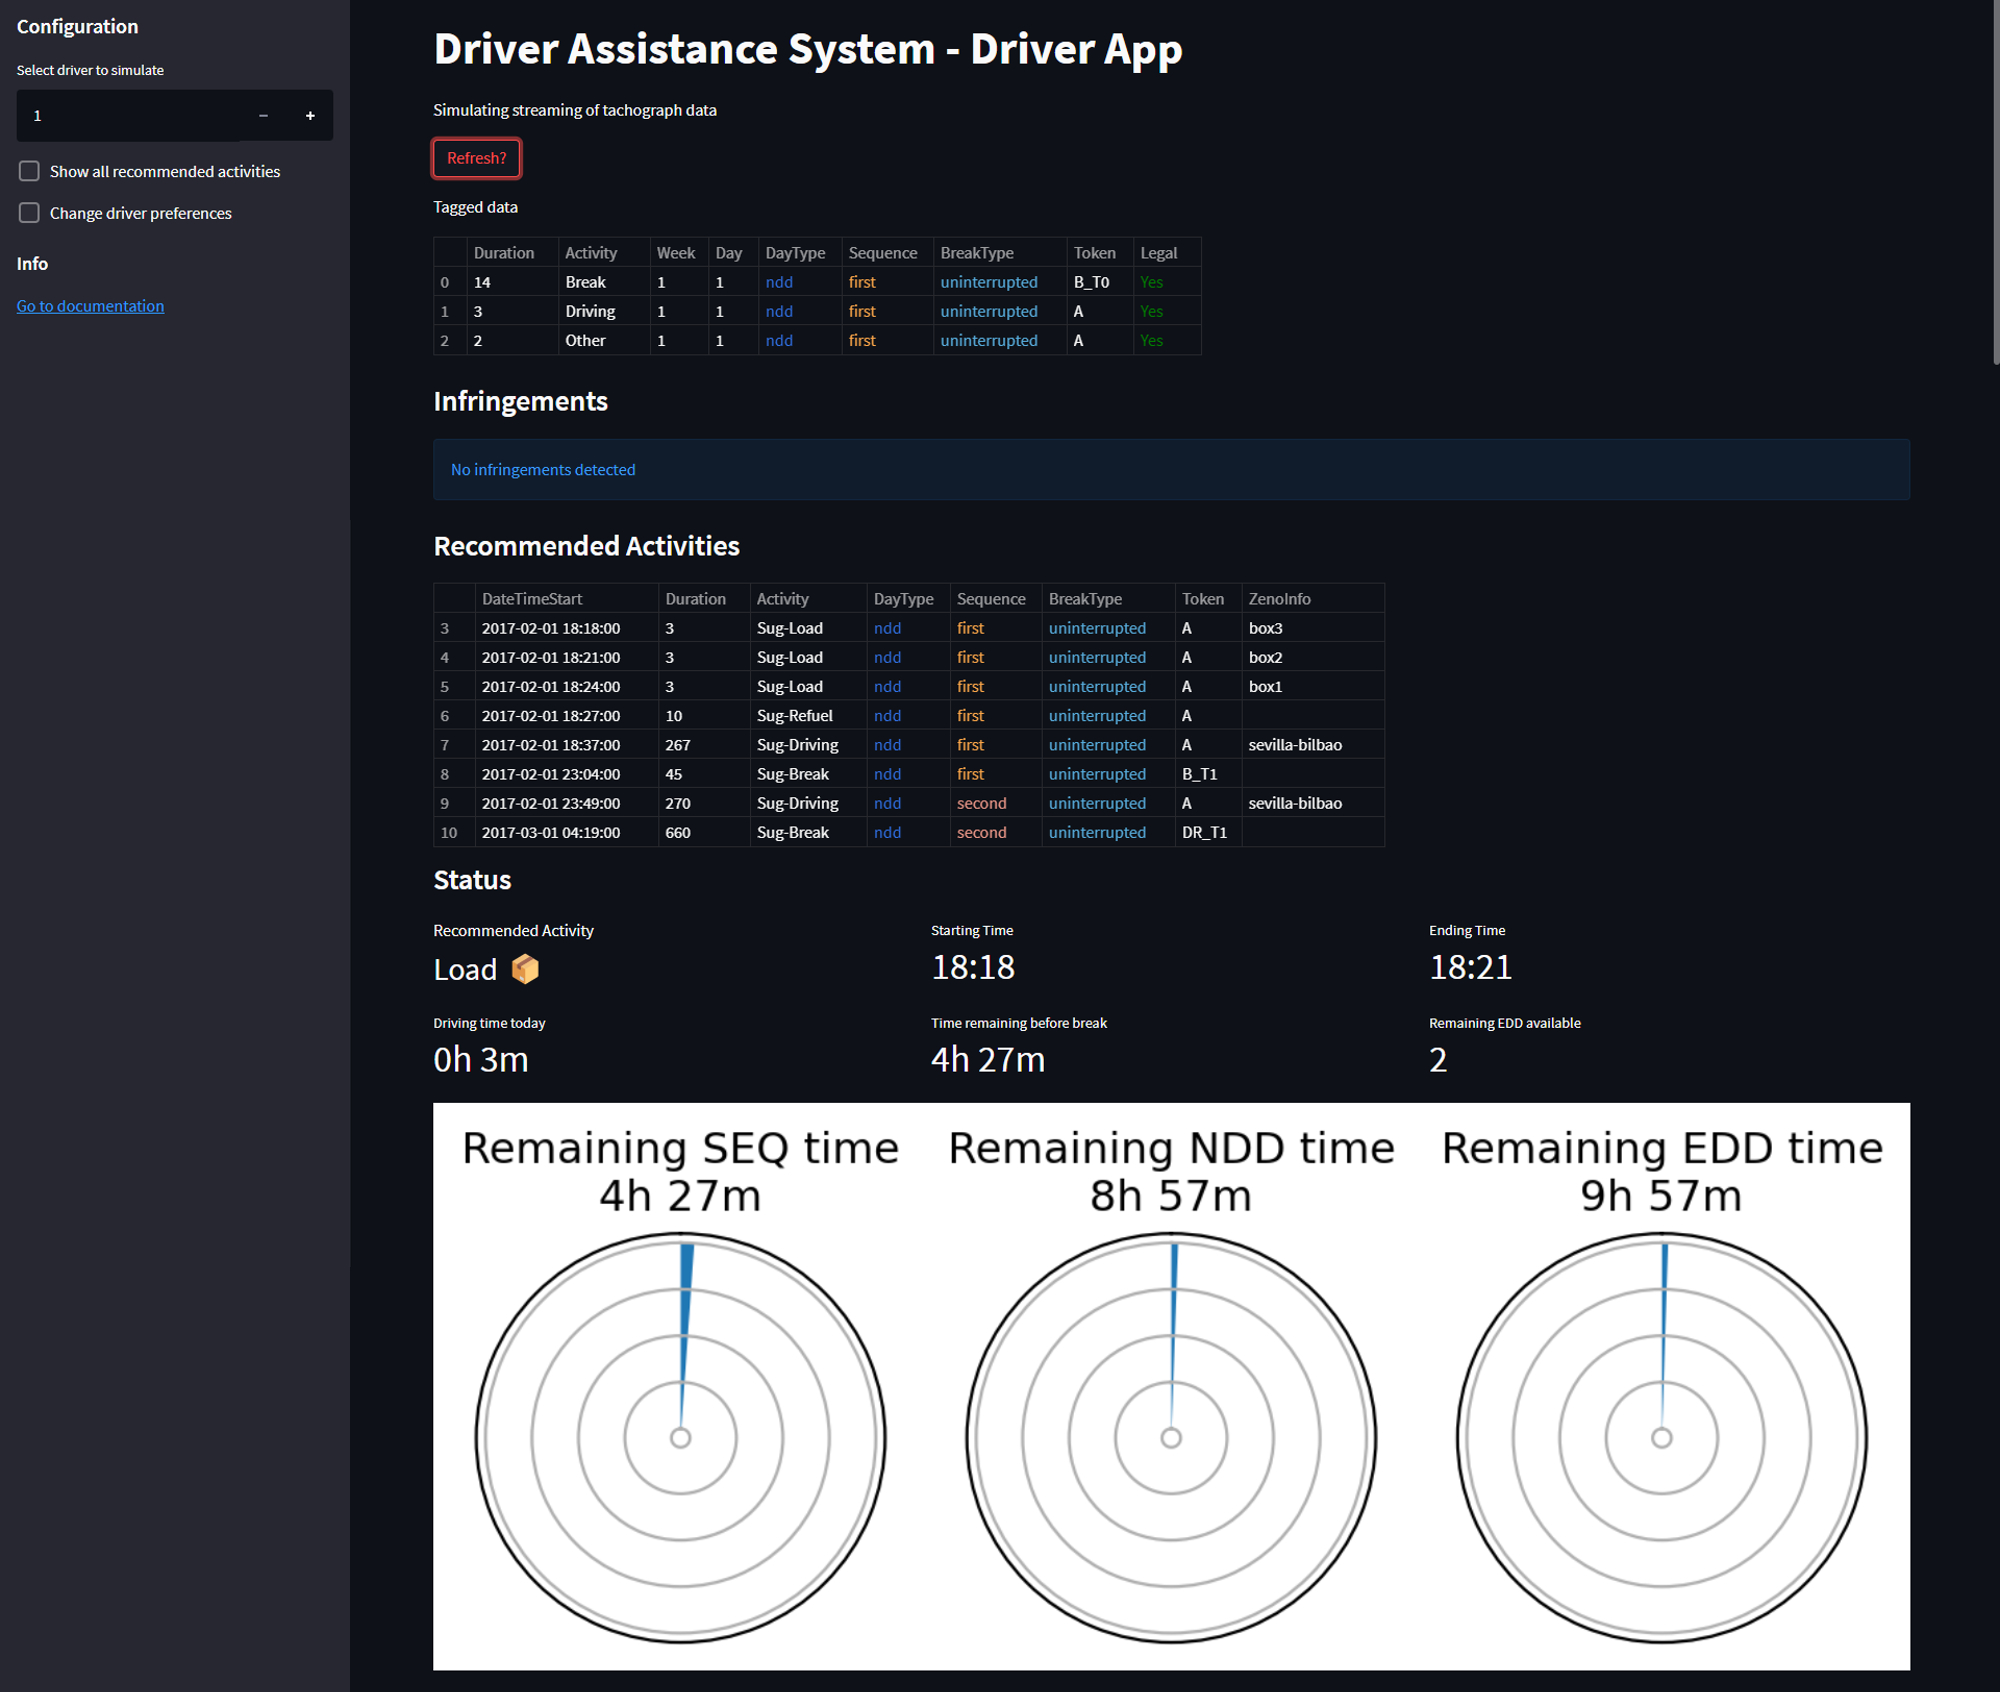 Configuration
Select driver to simulate
1 − +
Show all recommended activities
Change driver preferences
Info
Go to documentation
Driver Assistance System - Driver App
Simulating streaming of tachograph data
Refresh?
Tagged data
Duration Activity Week Day DayType Sequence BreakType Token Legal
0 14 Break 1 1 ndd first uninterrupted B_T0 Yes
1 3 Driving 1 1 ndd first uninterrupted A Yes
2 2 Other 1 1 ndd first uninterrupted A Yes
Infringements
No infringements detected
Recommended Activities
DateTimeStart Duration Activity DayType Sequence BreakType Token ZenoInfo
3 2017-02-01 18:18:00 3 Sug-Load ndd first uninterrupted A box3
4 2017-02-01 18:21:00 3 Sug-Load ndd first uninterrupted A box2
5 2017-02-01 18:24:00 3 Sug-Load ndd first uninterrupted A box1
6 2017-02-01 18:27:00 10 Sug-Refuel ndd first uninterrupted A
7 2017-02-01 18:37:00 267 Sug-Driving ndd first uninterrupted A sevilla-bilbao
8 2017-02-01 23:04:00 45 Sug-Break ndd first uninterrupted B_T1
9 2017-02-01 23:49:00 270 Sug-Driving ndd second uninterrupted A sevilla-bilbao
10 2017-03-01 04:19:00 660 Sug-Break ndd second uninterrupted DR_T1
Status
Recommended Activity Starting Time Ending Time
Load 📦 18:18 18:21
Driving time today Time remaining before break Remaining EDD available
0h 3m 4h 27m 2
Remaining SEQ time Remaining NDD time Remaining EDD time
4h 27m 8h 57m 9h 57m